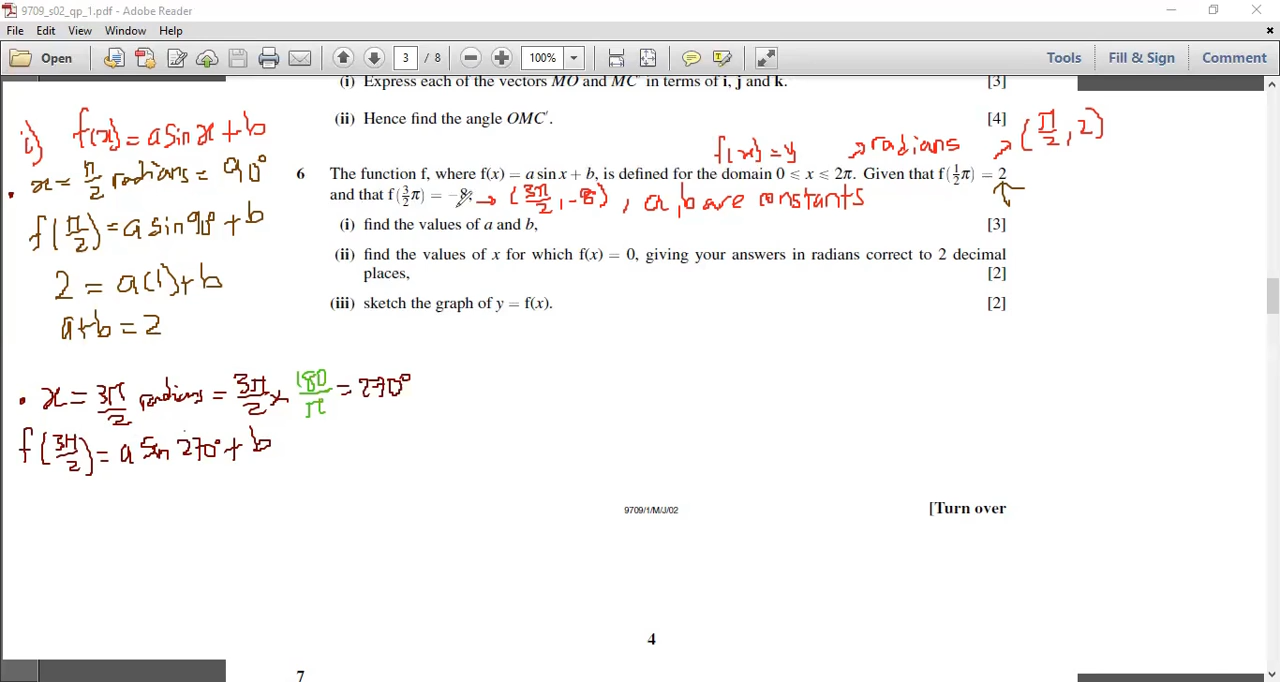 9709_s02_qp_1.pdf - Adobe Reader
File Edit View Window Help
Open 3 / 8 100% Tools Fill & Sign Comment
(i) Express each of the vectors MO and MC′ in terms of i, j and k. [3]
(ii) Hence find the angle OMC′. [4]
f(x) = y → radians → (π/2, 2)
6 The function f, where f(x) = a sin x + b, is defined for the domain 0 ⩽ x ⩽ 2π. Given that f(½π) = 2
and that f(3/2 π) = −8, → (3π/2, -8), a, b are constants
(i) find the values of a and b, [3]
(ii) find the values of x for which f(x) = 0, giving your answers in radians correct to 2 decimal
places, [2]
(iii) sketch the graph of y = f(x). [2]
i) f(x) = a sin x + b
• x = π/2 radians = 90°
f(π/2) = a sin 90° + b
2 = a(1) + b
a + b = 2
• x = 3π/2 radians = 3π/2 × 180/π = 270°
f(3π/2) = a sin 270° + b
9709/1/M/J/02 [Turn over
4
7